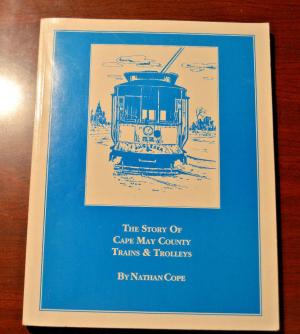 THE STORY OF
CAPE MAY COUNTY
TRAINS & TROLLEYS
BY NATHAN COPE